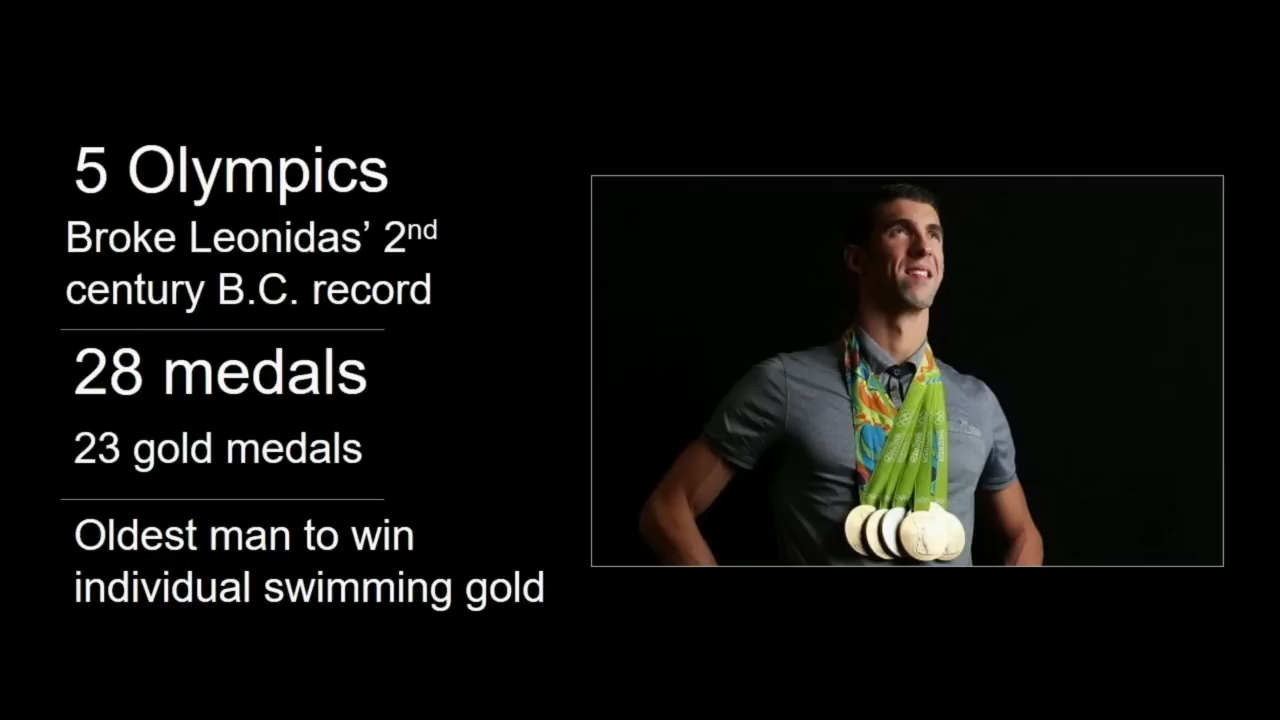 5 Olympics
Broke Leonidas’ 2nd
century B.C. record
28 medals
23 gold medals
Oldest man to win
individual swimming gold